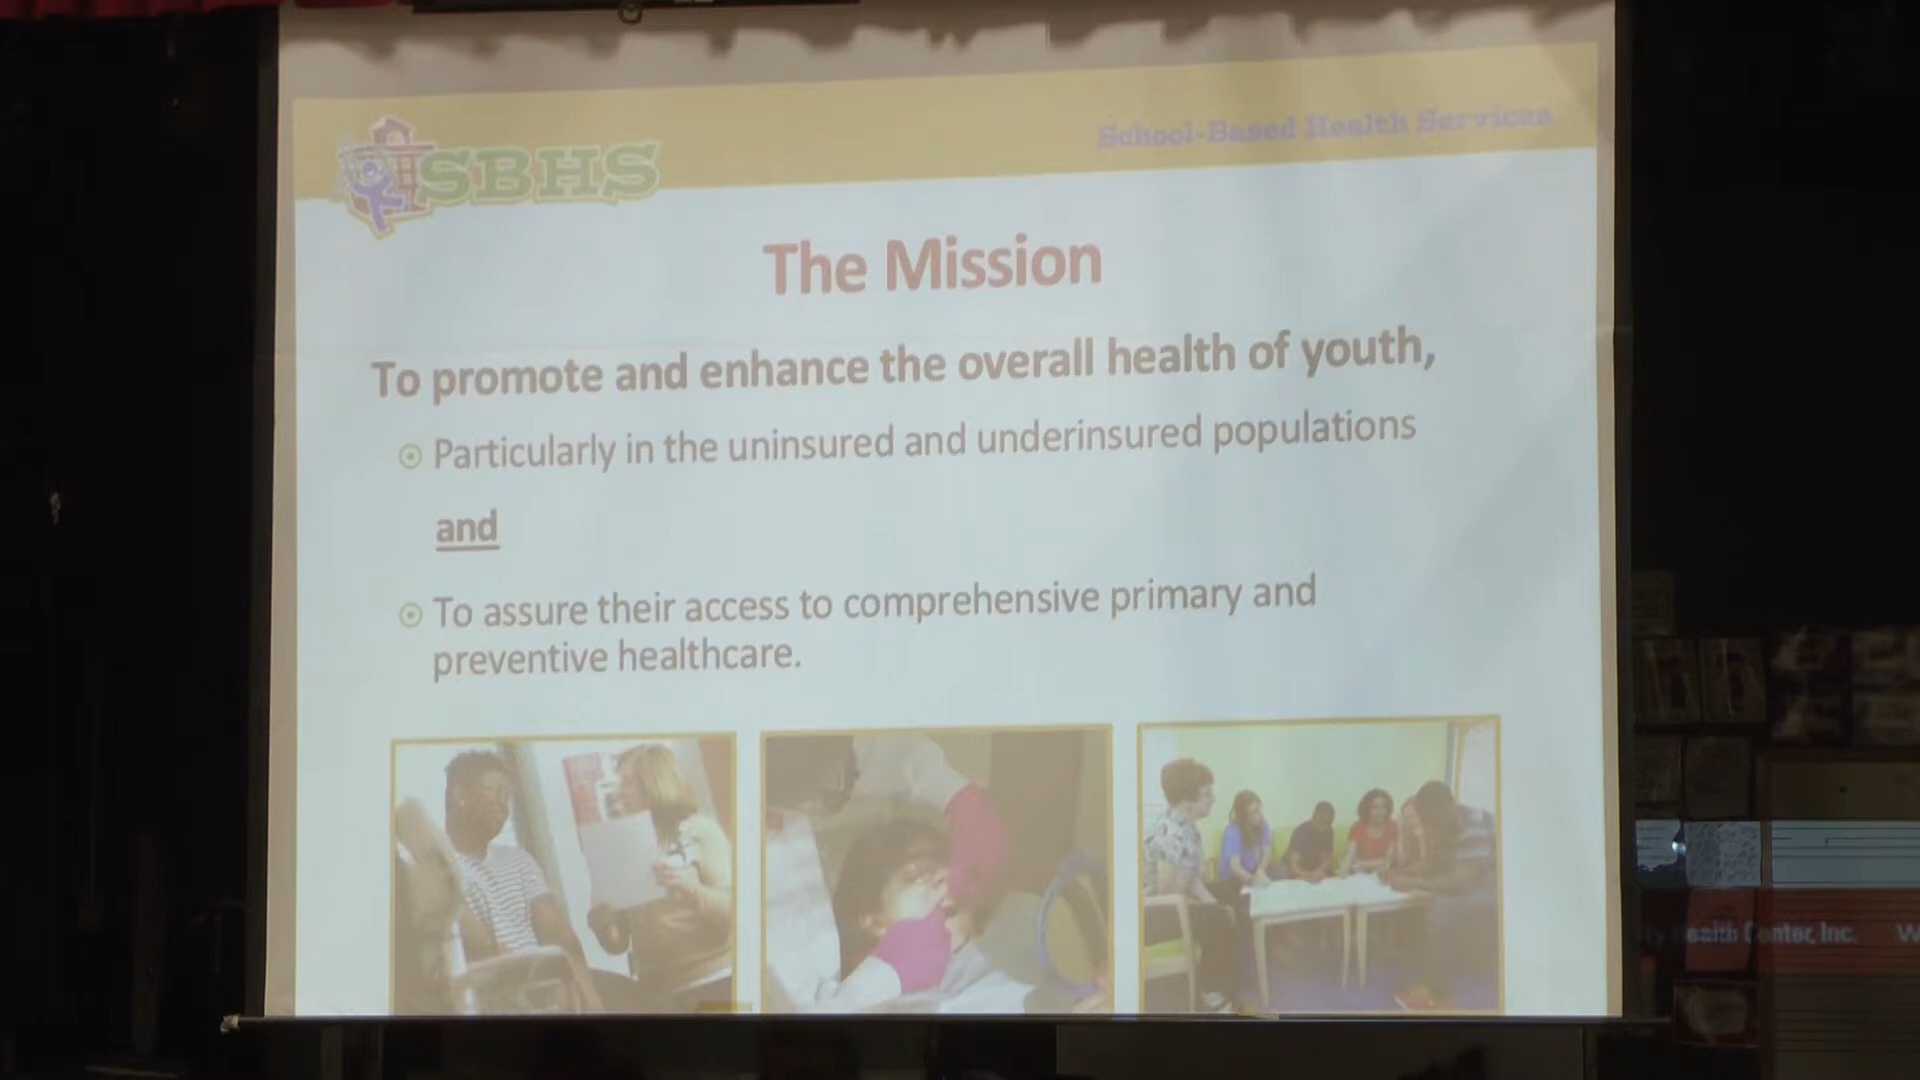 SBHS
School-Based Health Services
The Mission
To promote and enhance the overall health of youth,
Particularly in the uninsured and underinsured populations
and
To assure their access to comprehensive primary and
preventive healthcare.
Health Center, Inc.